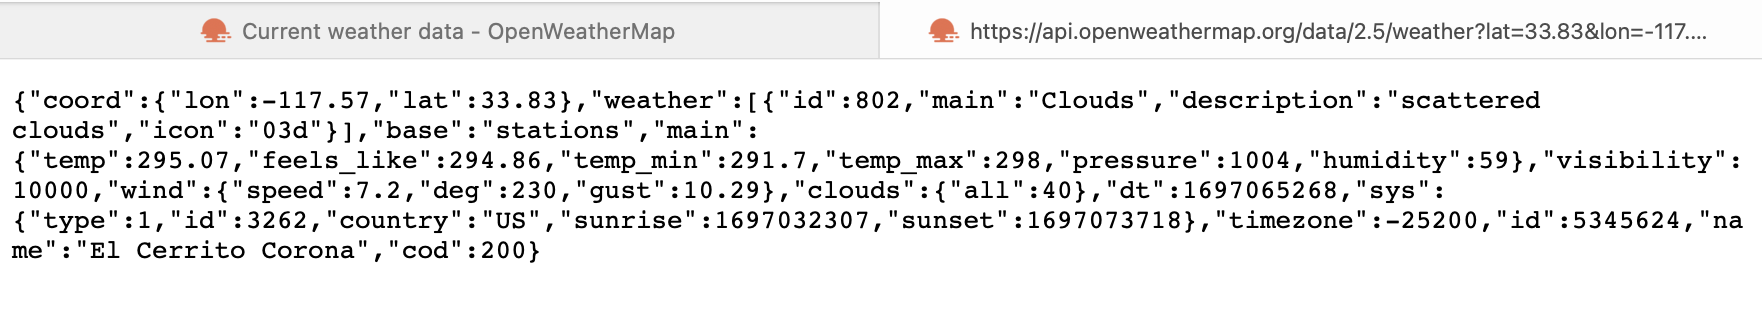 Current weather data - OpenWeatherMap
https://api.openweathermap.org/data/2.5/weather?lat=33.83&lon=-117....
{"coord":{"lon":-117.57,"lat":33.83},"weather":[{"id":802,"main":"Clouds","description":"scattered
clouds","icon":"03d"}],"base":"stations","main":
{"temp":295.07,"feels_like":294.86,"temp_min":291.7,"temp_max":298,"pressure":1004,"humidity":59},"visibility":
10000,"wind":{"speed":7.2,"deg":230,"gust":10.29},"clouds":{"all":40},"dt":1697065268,"sys":
{"type":1,"id":3262,"country":"US","sunrise":1697032307,"sunset":1697073718},"timezone":-25200,"id":5345624,"na
me":"El Cerrito Corona","cod":200}